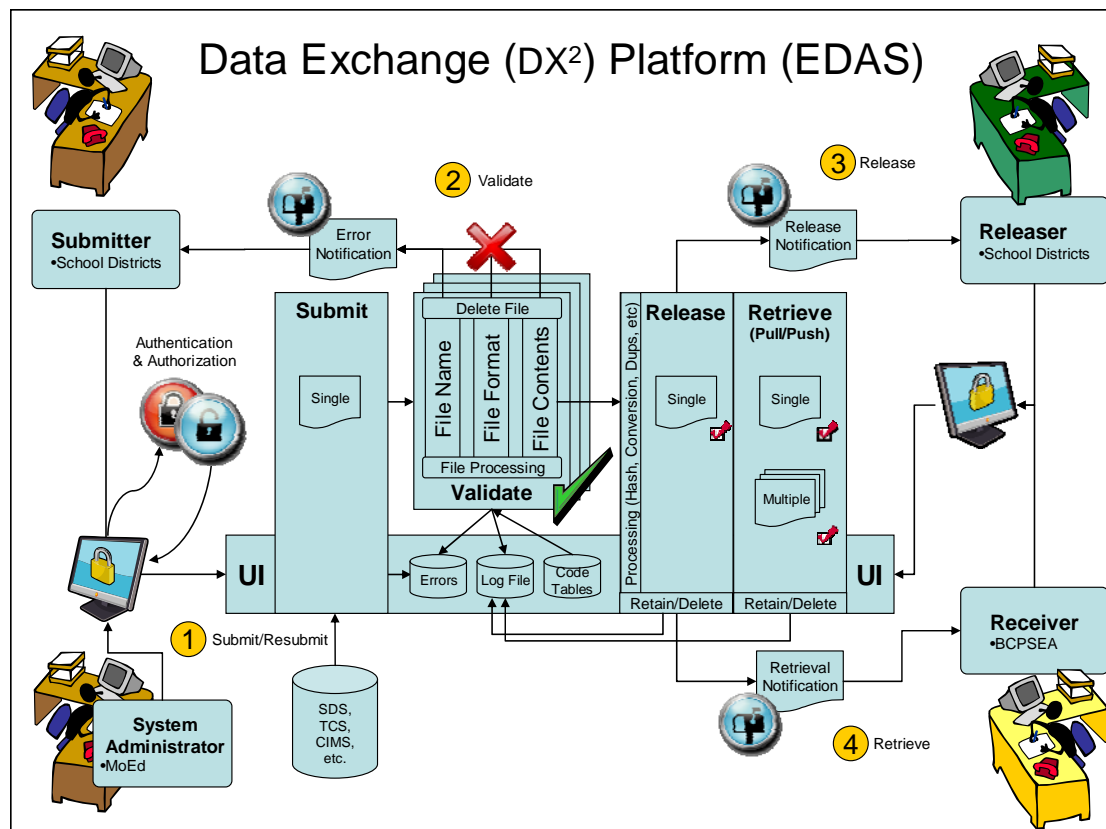 Data Exchange (DX²) Platform (EDAS)
2
Validate
3
Release
Submitter
•School Districts
Error
Notification
Release
Notification
Releaser
•School Districts
Authentication
& Authorization
Submit
Single
Delete File
File Name
File Format
File Contents
File Processing
Validate
Processing (Hash, Conversion, Dups, etc)
Release
Single
Retrieve
(Pull/Push)
Single
Multiple
UI
Errors
Log File
Code
Tables
UI
Retain/Delete
Retain/Delete
1
Submit/Resubmit
Receiver
•BCPSEA
Retrieval
Notification
SDS,
TCS,
CIMS,
etc.
System
Administrator
•MoEd
4
Retrieve